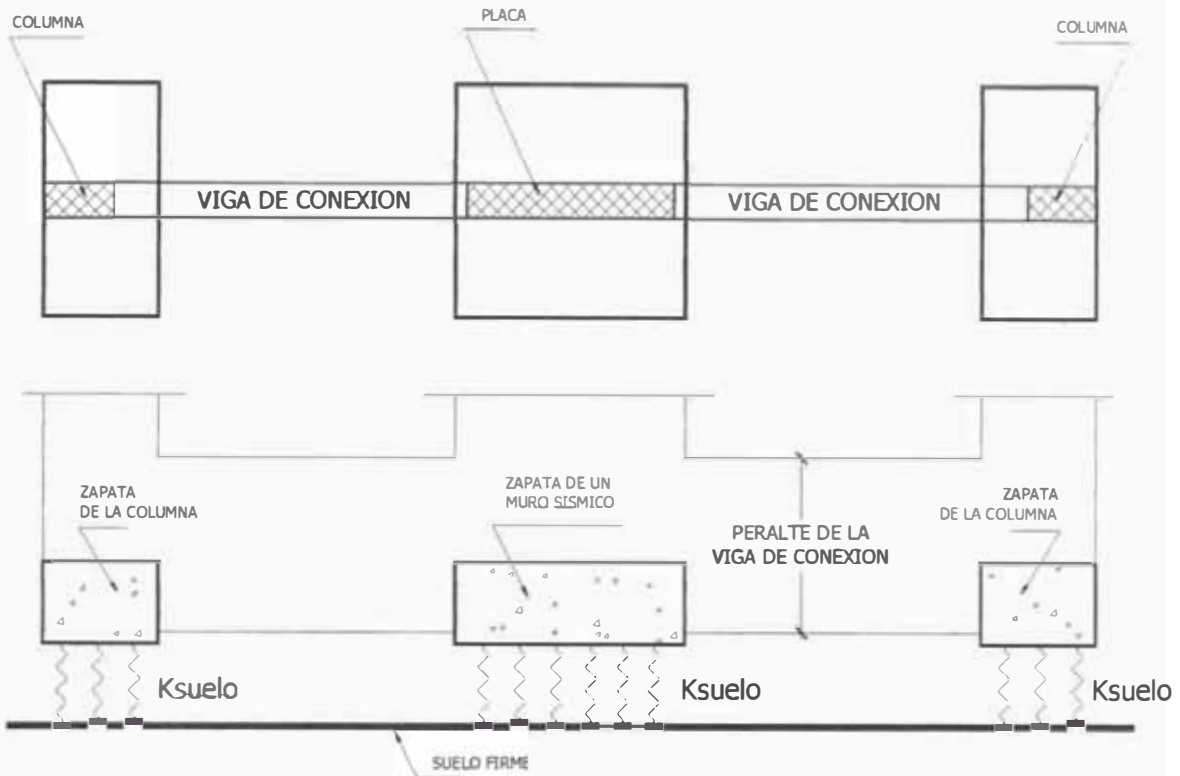 COLUMNA
PLACA
COLUMNA
VIGA DE CONEXION
VIGA DE CONEXION
ZAPATA
DE LA COLUMNA
ZAPATA DE UN
MURO SISMICO
ZAPATA
DE LA COLUMNA
PERALTE DE LA
VIGA DE CONEXION
Ksuelo
Ksuelo
Ksuelo
SUELO FIRME